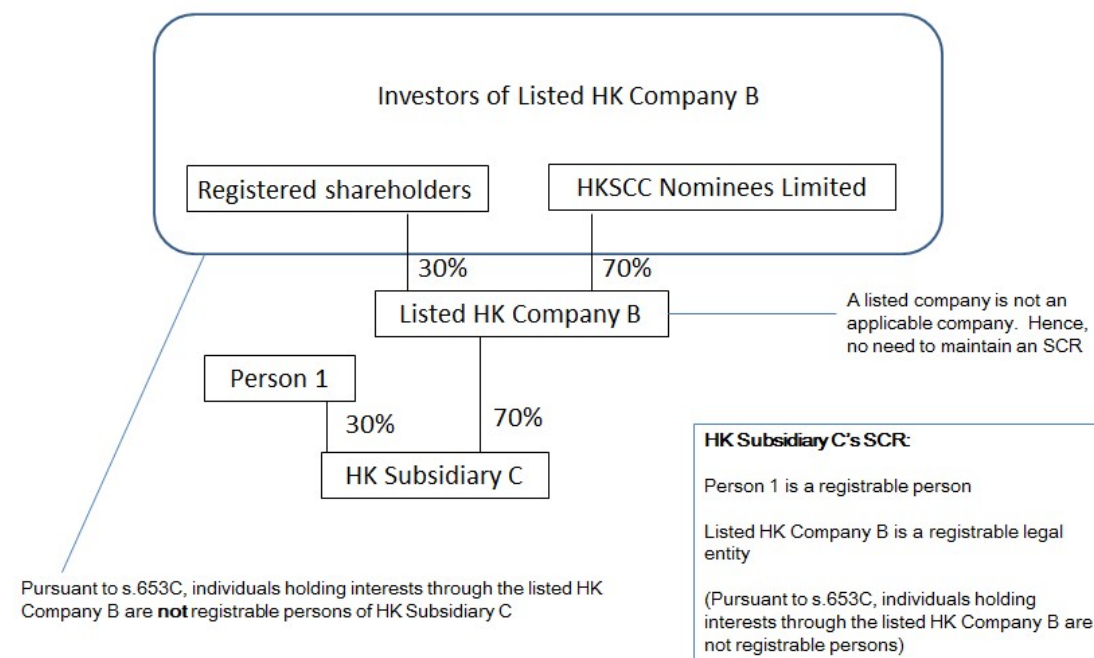 Investors of Listed HK Company B
Registered shareholders
HKSCC Nominees Limited
30%
70%
Listed HK Company B
A listed company is not an
applicable company.  Hence,
no need to maintain an SCR
Person 1
30%
70%
HK Subsidiary C
HK Subsidiary C's SCR:
Person 1 is a registrable person
Listed HK Company B is a registrable legal
entity
(Pursuant to s.653C, individuals holding
interests through the listed HK Company B are
not registrable persons)
Pursuant to s.653C, individuals holding interests through the listed HK
Company B are not registrable persons of HK Subsidiary C